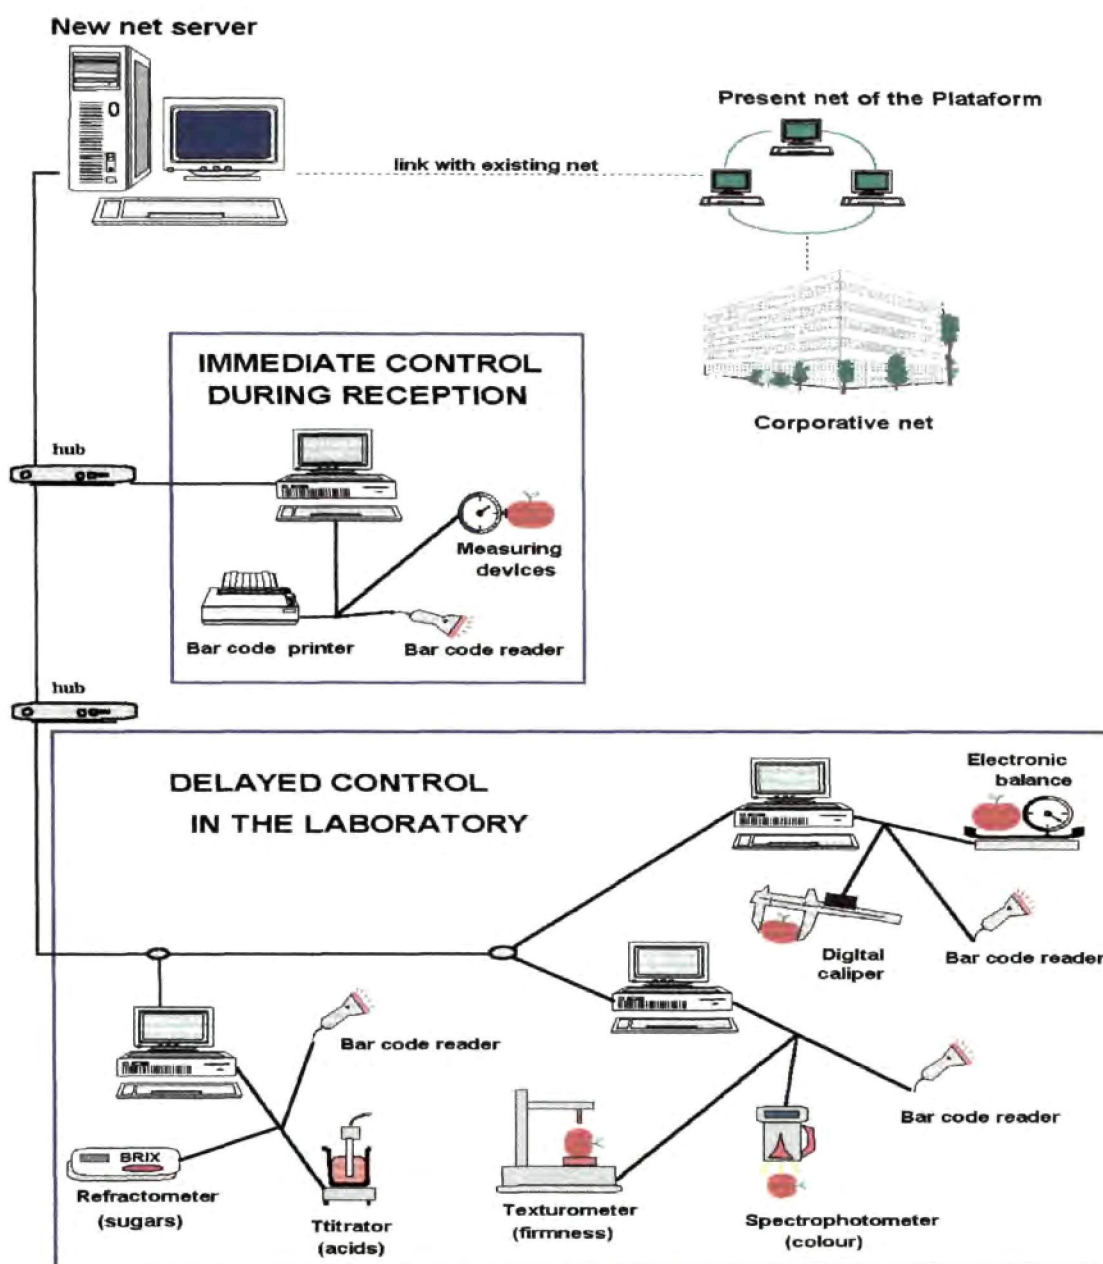 New net server
Present net of the Plataform
link with existing net
Corporative net
IMMEDIATE CONTROL
DURING RECEPTION
hub
Measuring
devices
Bar code printer
Bar code reader
hub
DELAYED CONTROL
IN THE LABORATORY
Electronic
balance
Digital
caliper
Bar code reader
Bar code reader
Bar code reader
BRIX
Refractometer
(sugars)
Ttitrator
(acids)
Texturometer
(firmness)
Spectrophotometer
(colour)